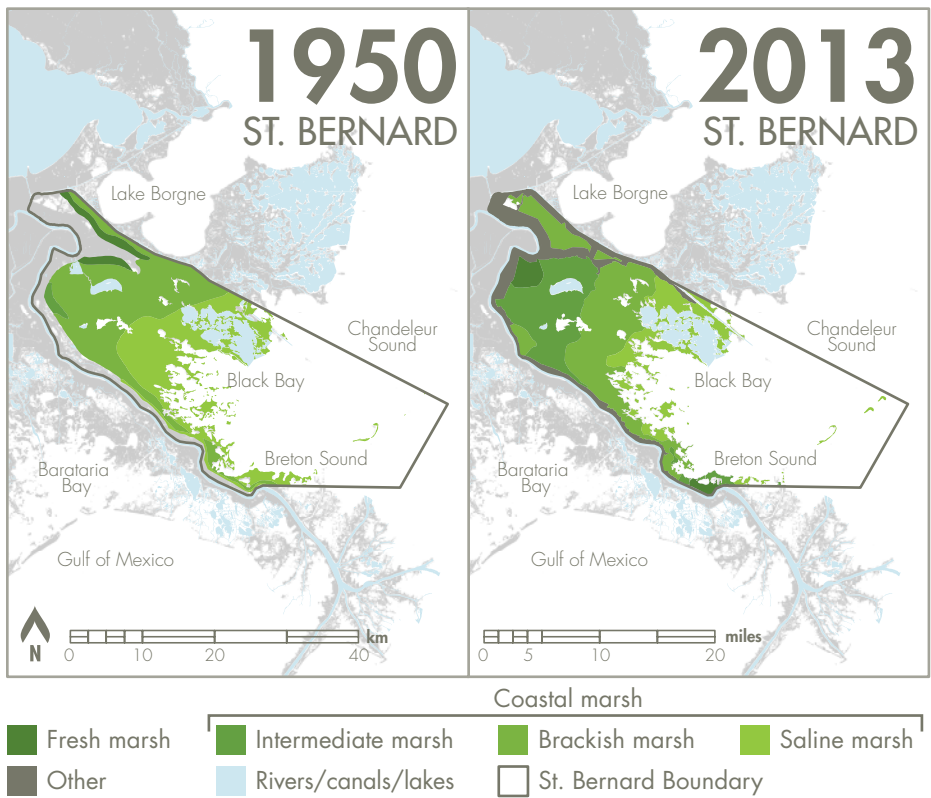 1950
ST. BERNARD
Lake Borgne
Chandeleur
Sound
Black Bay
Breton Sound
Barataria
Bay
Gulf of Mexico
N
km
0 10 20 40
2013
ST. BERNARD
Lake Borgne
Chandeleur
Sound
Black Bay
Breton Sound
Barataria
Bay
Gulf of Mexico
miles
0 5 10 20
Coastal marsh
Fresh marsh
Intermediate marsh
Brackish marsh
Saline marsh
Other
Rivers/canals/lakes
St. Bernard Boundary